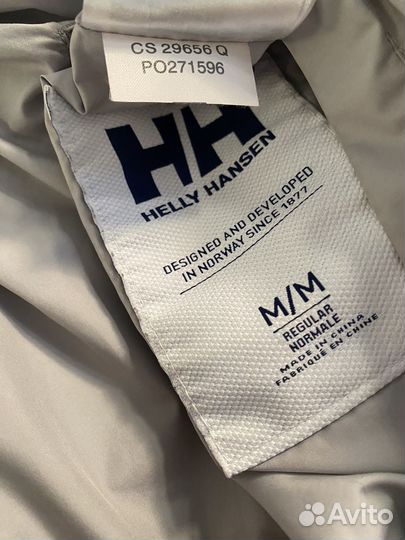 CS 29656 Q
PO271596
HH
HELLY HANSEN
DESIGNED AND DEVELOPED
IN NORWAY SINCE 1877
M/M
REGULAR
NORMALE
MADE IN CHINA
FABRIQUÉ EN CHINE
Avito